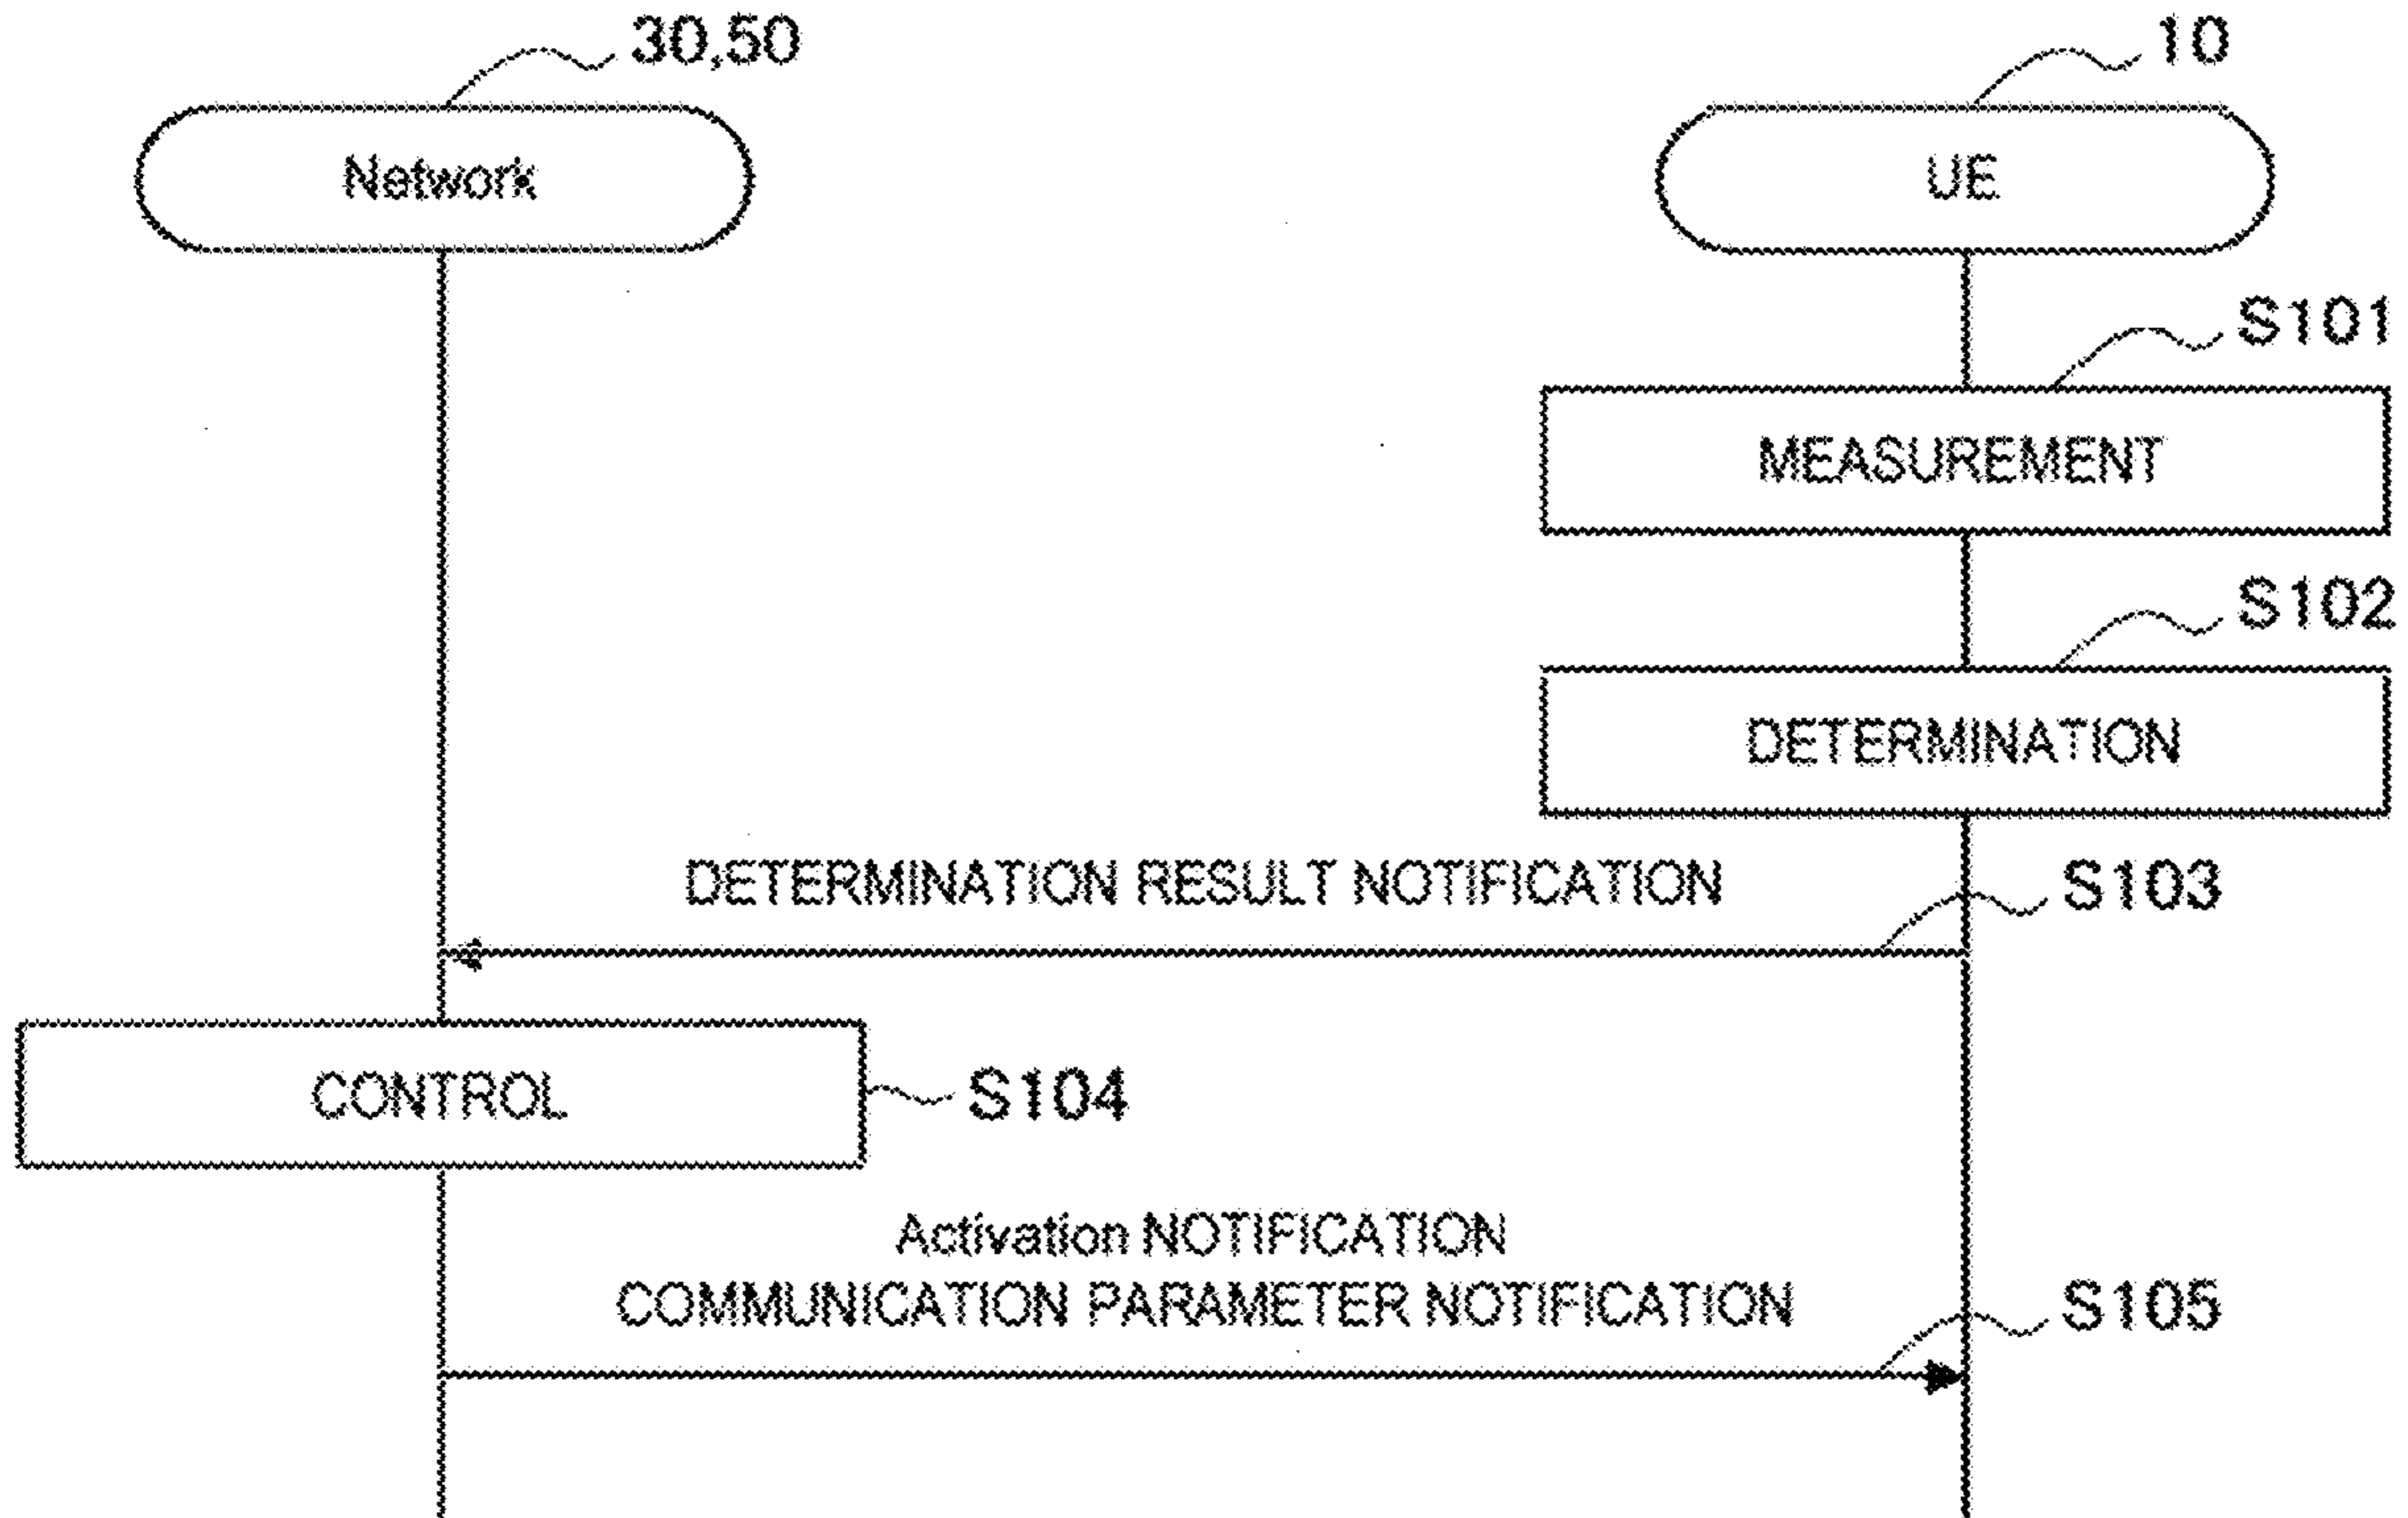 30,50
10
Network
UE
S101
MEASUREMENT
S102
DETERMINATION
DETERMINATION RESULT NOTIFICATION
S103
CONTROL
S104
Activation NOTIFICATION
COMMUNICATION PARAMETER NOTIFICATION
S105